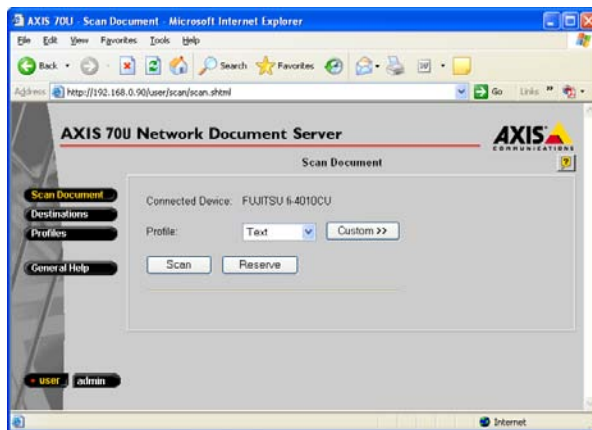 AXIS 70U - Scan Document - Microsoft Internet Explorer
File Edit View Favorites Tools Help
Back Search Favorites
Address http://192.168.0.90/user/scan/scan.shtml Go Links »
AXIS 70U Network Document Server
AXIS
COMMUNICATIONS
Scan Document ?
Scan Document
Destinations
Profiles
General Help
Connected Device: FUJITSU fi-4010CU
Profile: Text Custom >>
Scan Reserve
user admin
Internet